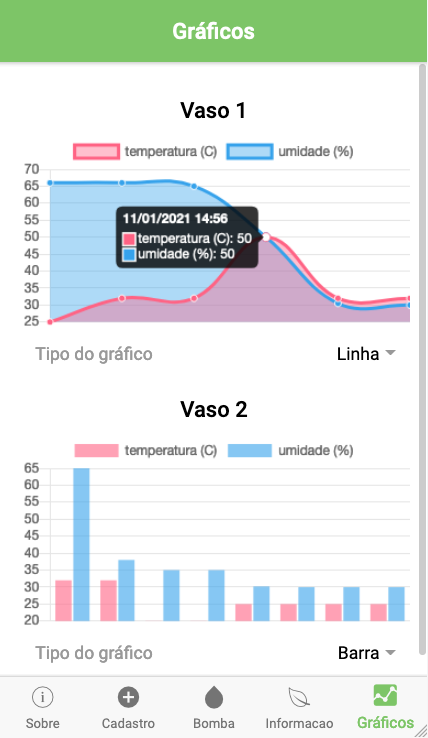 Gráficos
Vaso 1
temperatura (C) umidade (%)
70
65
60
55
50
45
40
35
30
25
11/01/2021 14:56
temperatura (C): 50
umidade (%): 50
Tipo do gráfico Linha
Vaso 2
temperatura (C) umidade (%)
65
60
55
50
45
40
35
30
25
20
Tipo do gráfico Barra
Sobre Cadastro Bomba Informacao Gráficos